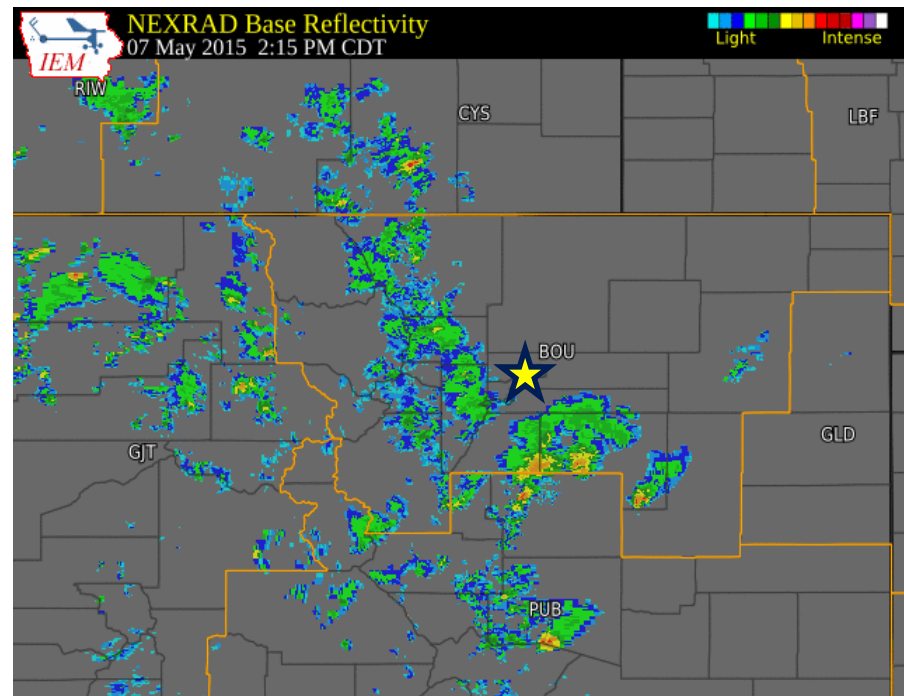 NEXRAD Base Reflectivity
07 May 2015 2:15 PM CDT
IEM
Light Intense
RIW
CYS
LBF
BOU
GJT
GLD
PUB